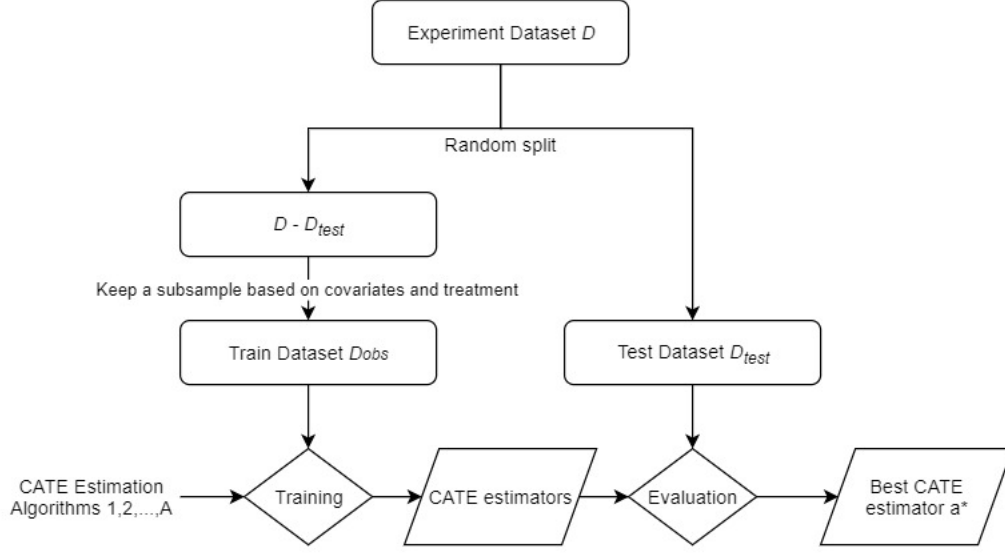 Experiment Dataset D
Random split
D - Dtest
Keep a subsample based on covariates and treatment
Train Dataset Dobs
Test Dataset Dtest
CATE Estimation
Algorithms 1,2,...,A
Training
CATE estimators
Evaluation
Best CATE
estimator a*